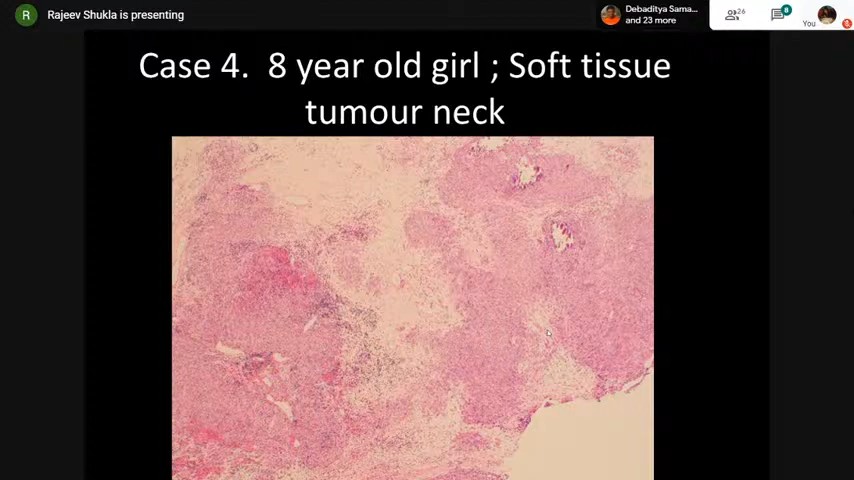 R
Rajeev Shukla is presenting
Debaditya Sama...
and 23 more
26
8
You
Case 4. 8 year old girl ; Soft tissue
tumour neck